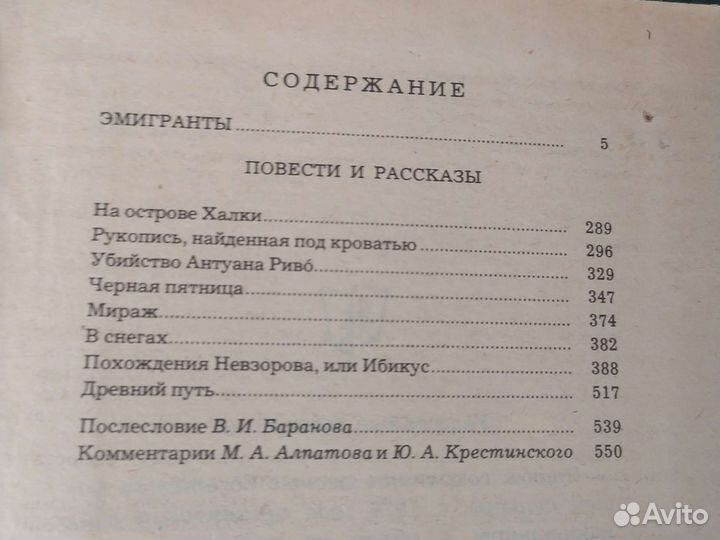 СОДЕРЖАНИЕ
ЭМИГРАНТЫ 5
ПОВЕСТИ И РАССКАЗЫ
На острове Халки 289
Рукопись, найденная под кроватью 296
Убийство Антуана Риво́ 329
Черная пятница 347
Мираж 374
В снегах 382
Похождения Невзорова, или Ибикус 388
Древний путь 517
Послесловие В. И. Баранова 539
Комментарии М. А. Алпатова и Ю. А. Крестинского 550
Avito